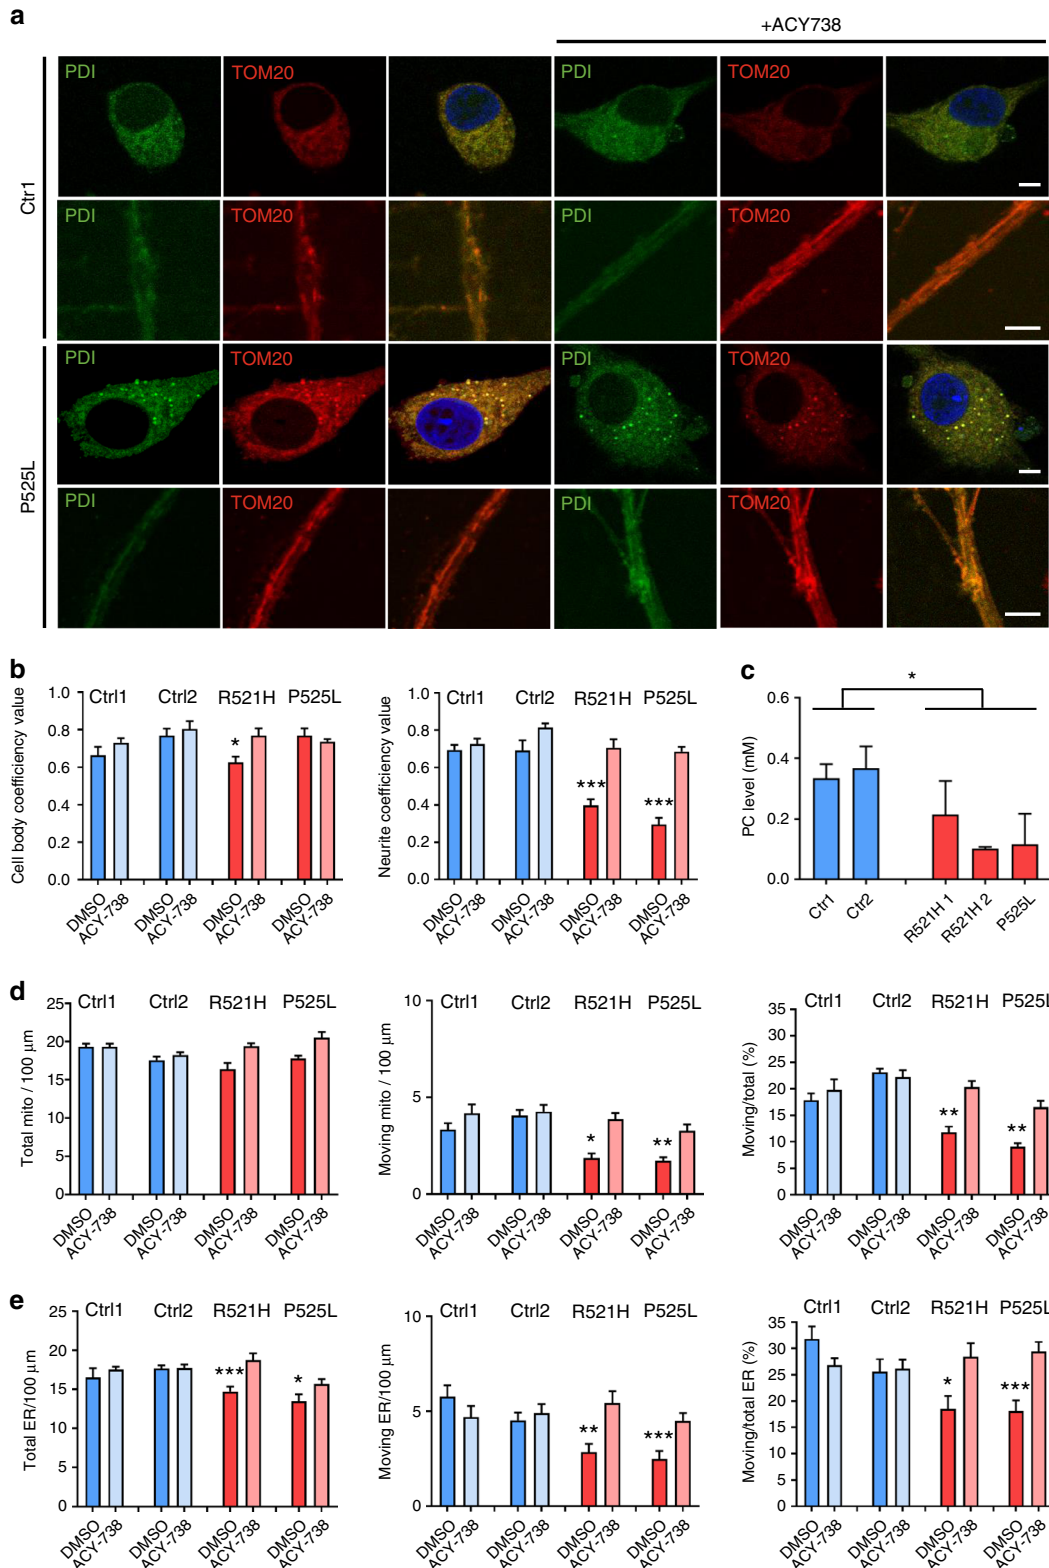 a
+ACY738
Ctr1
PDI TOM20 PDI TOM20
PDI TOM20 PDI TOM20
P525L
PDI TOM20 PDI TOM20
PDI TOM20 PDI TOM20
b
Cell body coefficiency value
1.0
0.8
0.6
0.4
0.2
0.0
Ctrl1 Ctrl2 R521H P525L
*
DMSO ACY-738 DMSO ACY-738 DMSO ACY-738 DMSO ACY-738
Neurite coefficiency value
1.0
0.8
0.6
0.4
0.2
0.0
Ctrl1 Ctrl2 R521H P525L
*** ***
DMSO ACY-738 DMSO ACY-738 DMSO ACY-738 DMSO ACY-738
c
PC level (mM)
0.6
0.4
0.2
0.0
*
Ctr1 Ctr2 R521H 1 R521H 2 P525L
d
Total mito / 100 µm
25
20
15
10
5
0
Ctrl1 Ctrl2 R521H P525L
DMSO ACY-738 DMSO ACY-738 DMSO ACY-738 DMSO ACY-738
Moving mito / 100 µm
10
5
0
Ctrl1 Ctrl2 R521H P525L
* **
DMSO ACY-738 DMSO ACY-738 DMSO ACY-738 DMSO ACY-738
Moving/total (%)
35
30
25
20
15
10
5
0
Ctrl1 Ctrl2 R521H P525L
** **
DMSO ACY-738 DMSO ACY-738 DMSO ACY-738 DMSO ACY-738
e
Total ER/100 µm
25
20
15
10
5
0
Ctrl1 Ctrl2 R521H P525L
*** *
DMSO ACY-738 DMSO ACY-738 DMSO ACY-738 DMSO ACY-738
Moving ER/100 µm
10
5
0
Ctrl1 Ctrl2 R521H P525L
** ***
DMSO ACY-738 DMSO ACY-738 DMSO ACY-738 DMSO ACY-738
Moving/total ER (%)
35
30
25
20
15
10
5
0
Ctrl1 Ctrl2 R521H P525L
* ***
DMSO ACY-738 DMSO ACY-738 DMSO ACY-738 DMSO ACY-738